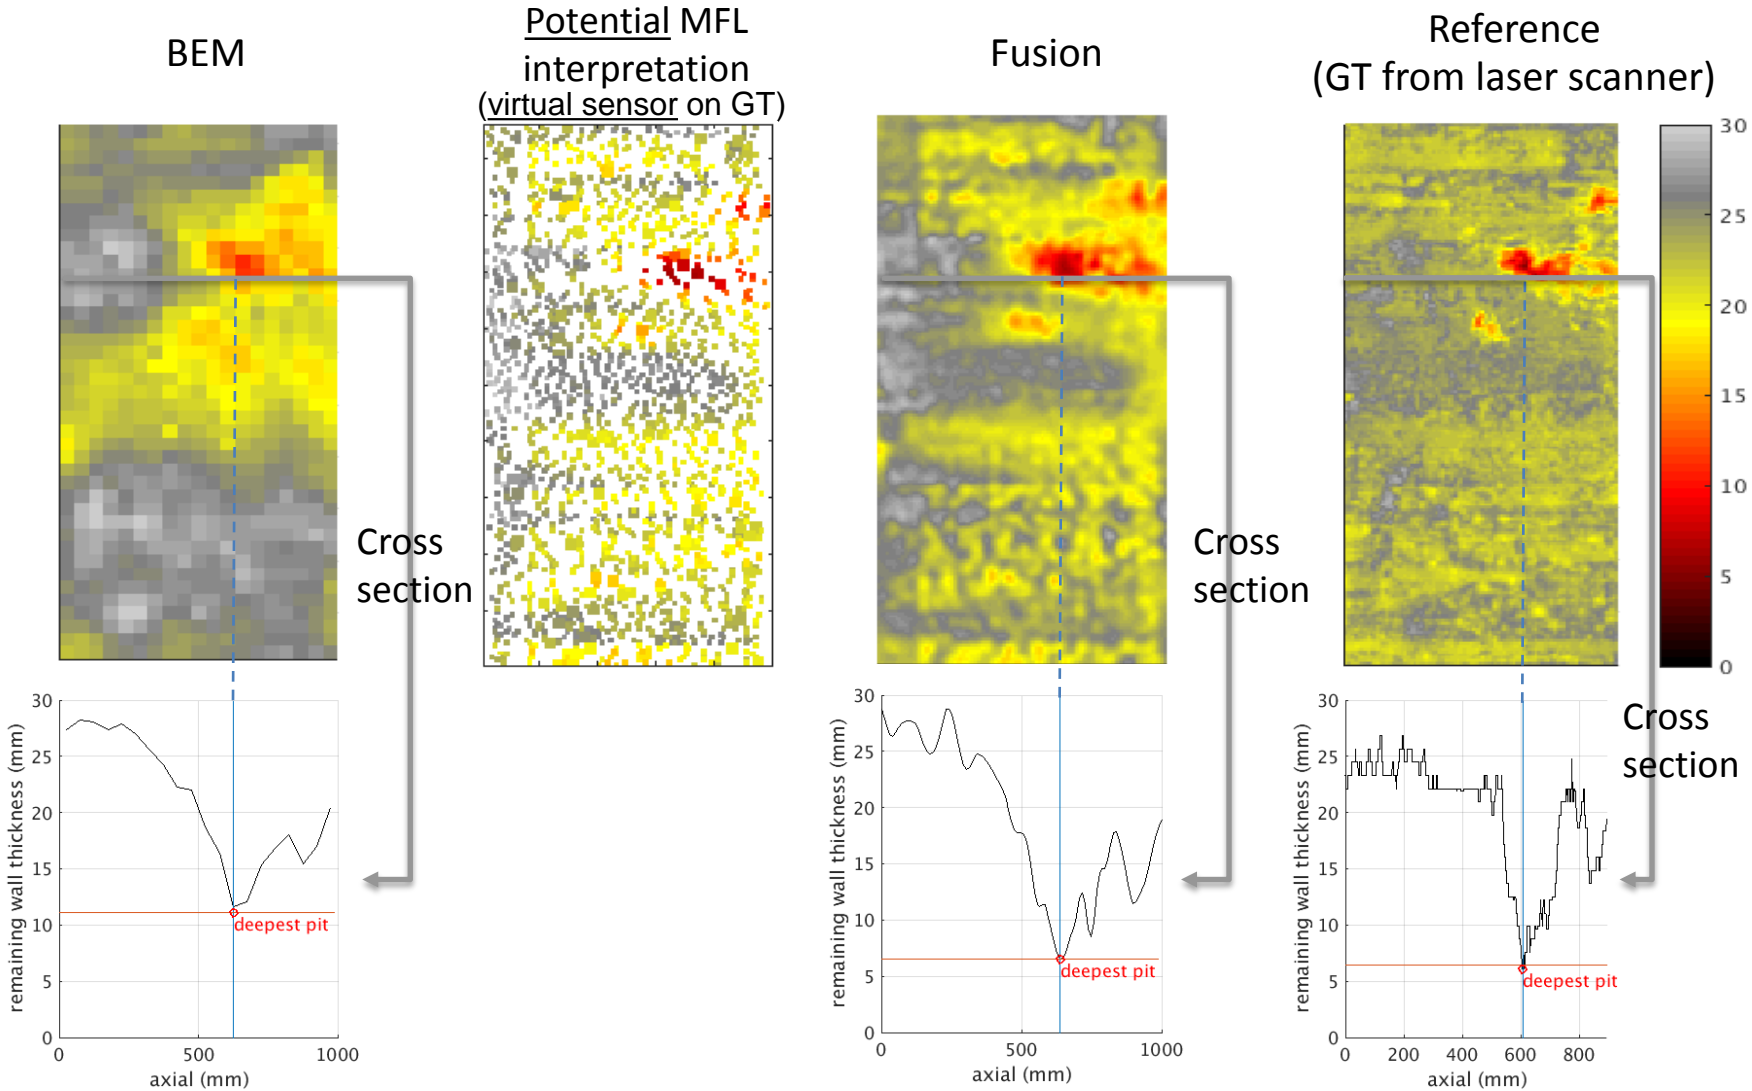 BEM
Potential MFL
interpretation
(virtual sensor on GT)
Fusion
Reference
(GT from laser scanner)
30
25
20
15
10
5
0
Cross
section
Cross
section
Cross
section
remaining wall thickness (mm)
30
25
20
15
10
5
0
deepest pit
0 500 1000
axial (mm)
remaining wall thickness (mm)
30
25
20
15
10
5
0
deepest pit
0 500 1000
axial (mm)
remaining wall thickness (mm)
30
25
20
15
10
5
0
deepest pit
0 200 400 600 800
axial (mm)